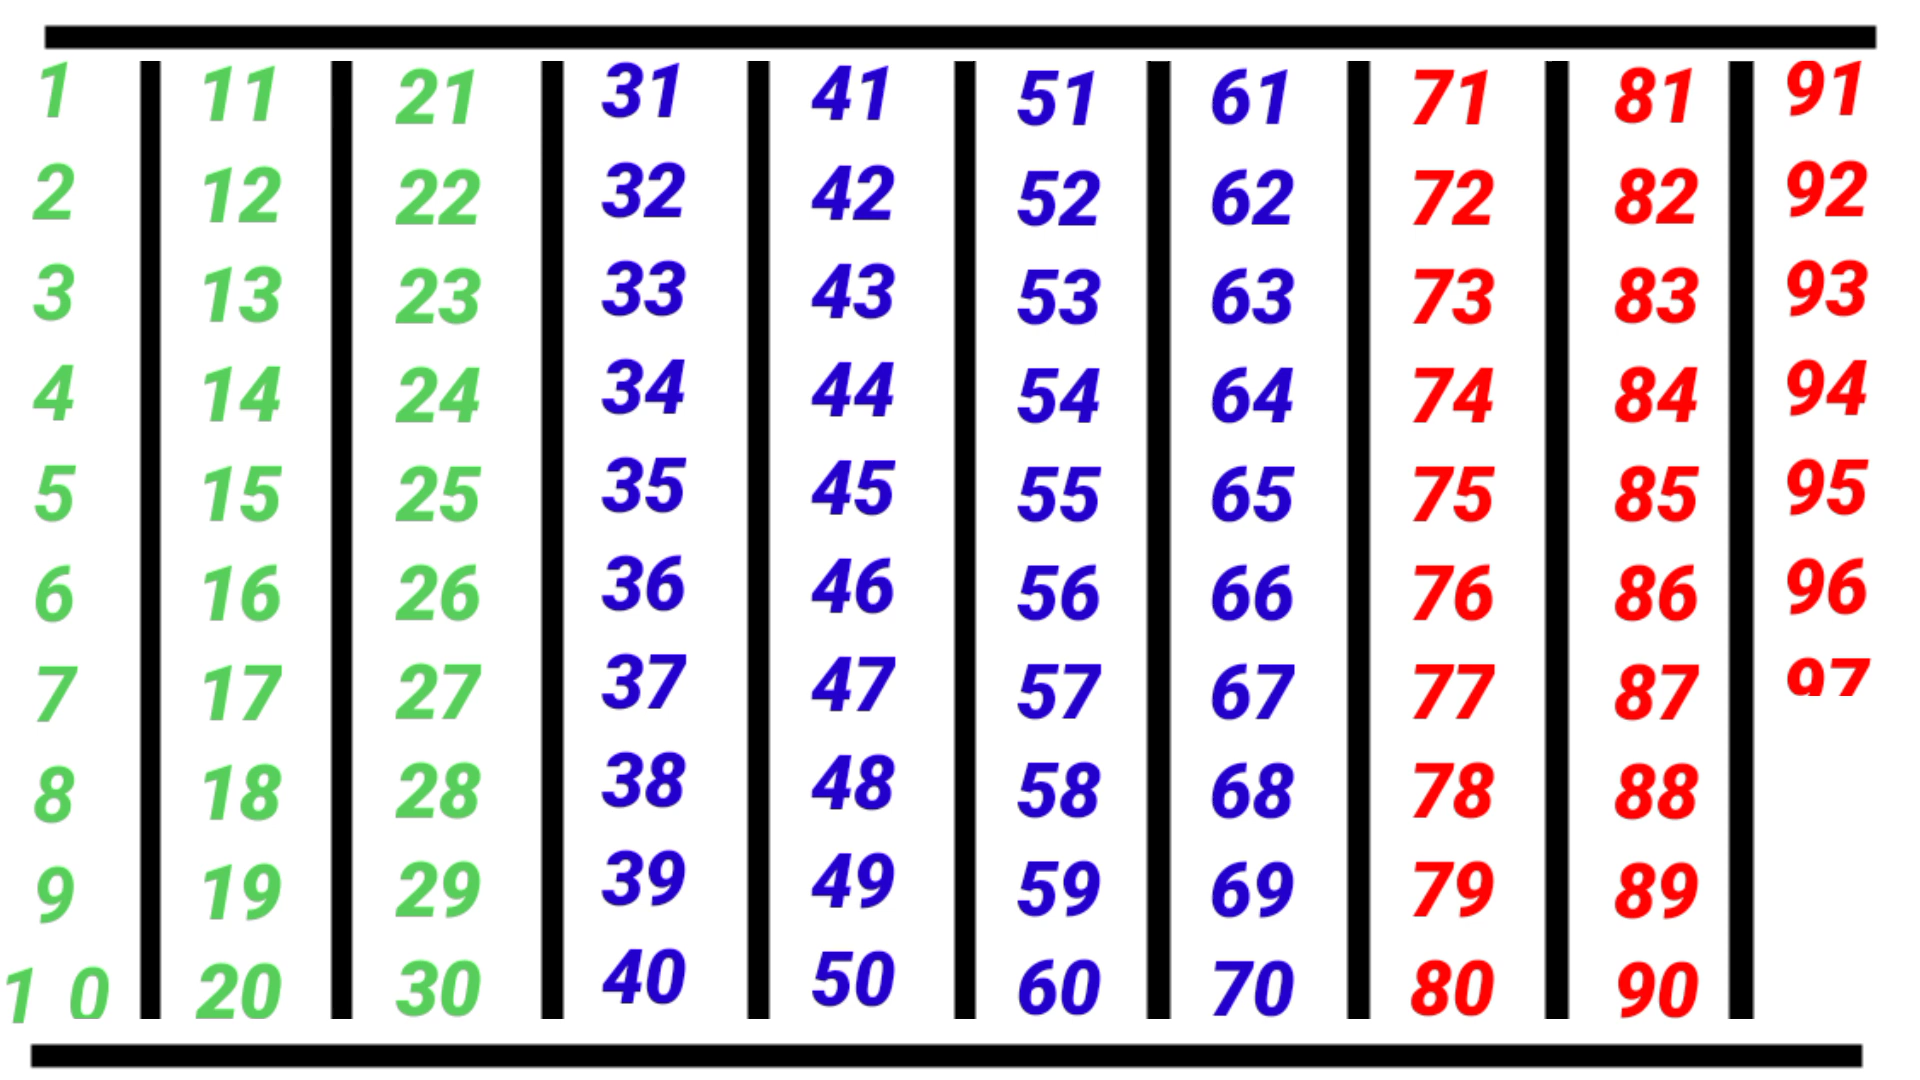 1 11 21 31 41 51 61 71 81 91
2 12 22 32 42 52 62 72 82 92
3 13 23 33 43 53 63 73 83 93
4 14 24 34 44 54 64 74 84 94
5 15 25 35 45 55 65 75 85 95
6 16 26 36 46 56 66 76 86 96
7 17 27 37 47 57 67 77 87 97
8 18 28 38 48 58 68 78 88
9 19 29 39 49 59 69 79 89
1 0 20 30 40 50 60 70 80 90